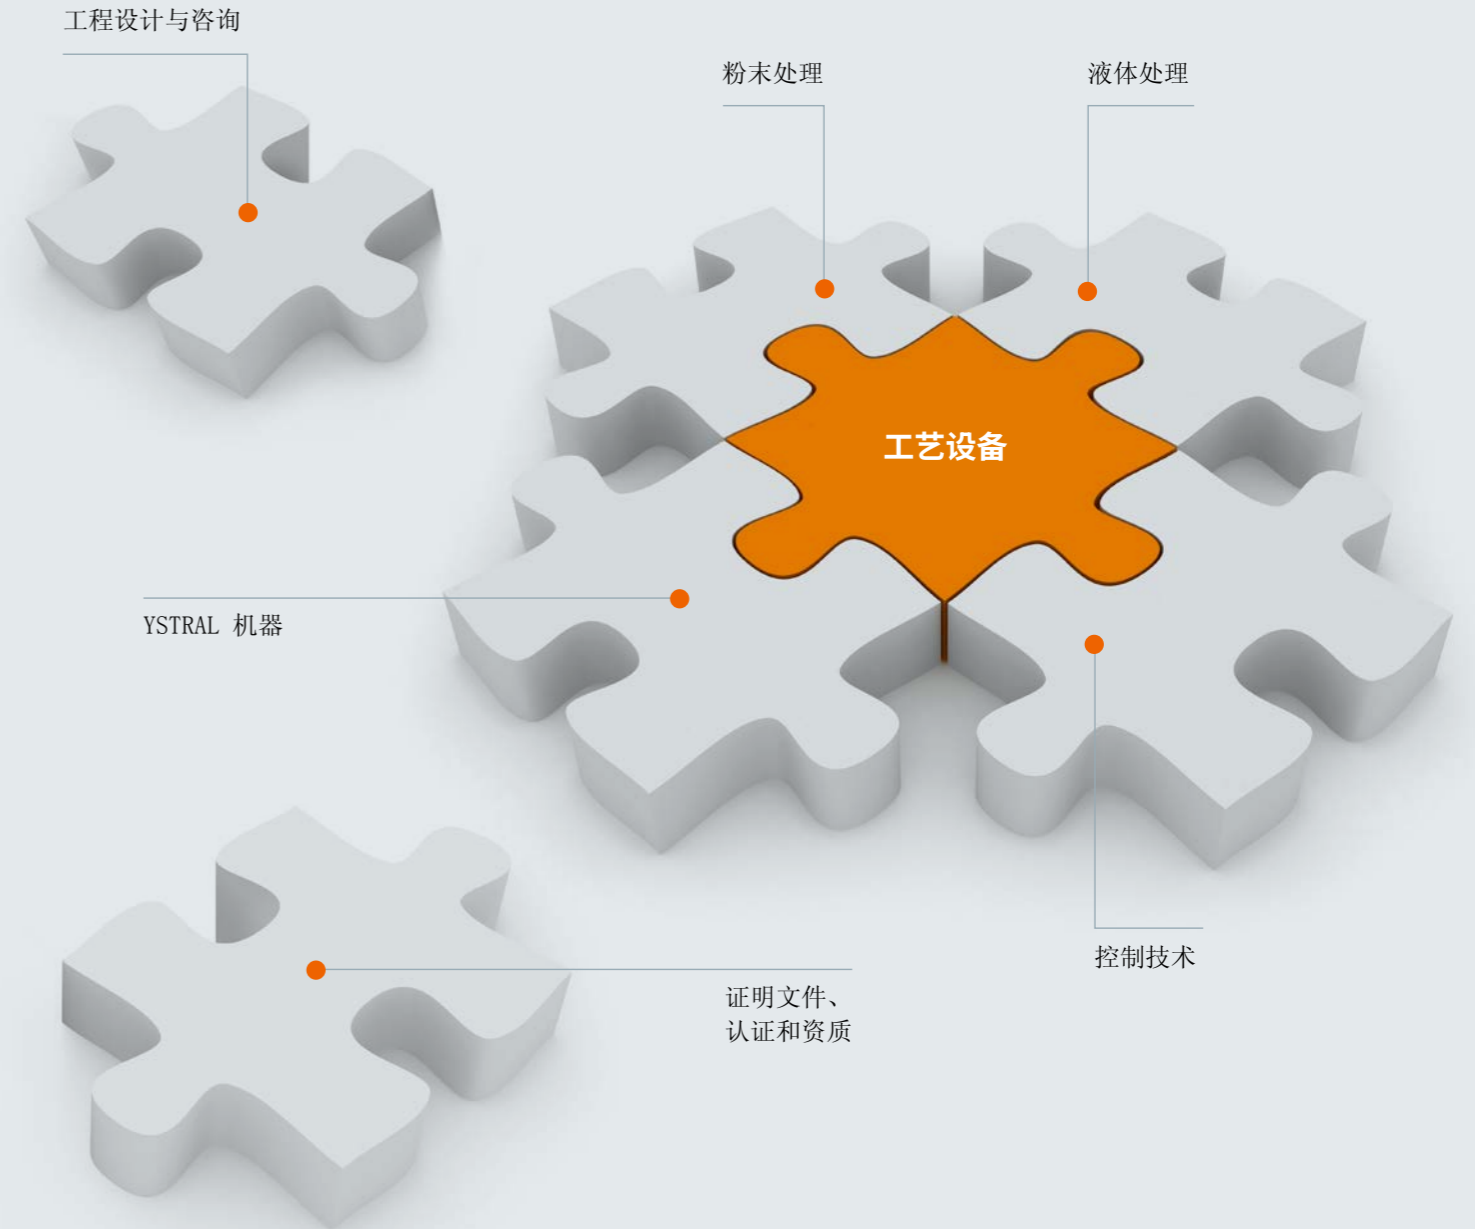 工程设计与咨询
粉末处理
液体处理
工艺设备
YSTRAL 机器
控制技术
证明文件、
认证和资质